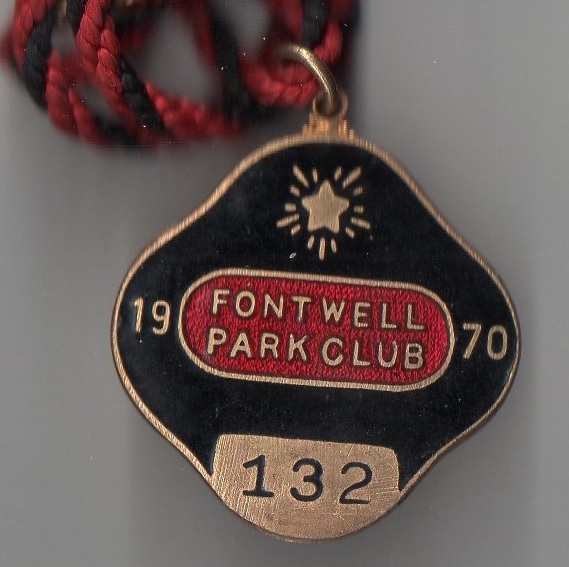 19 70
FONTWELL
PARK CLUB
132